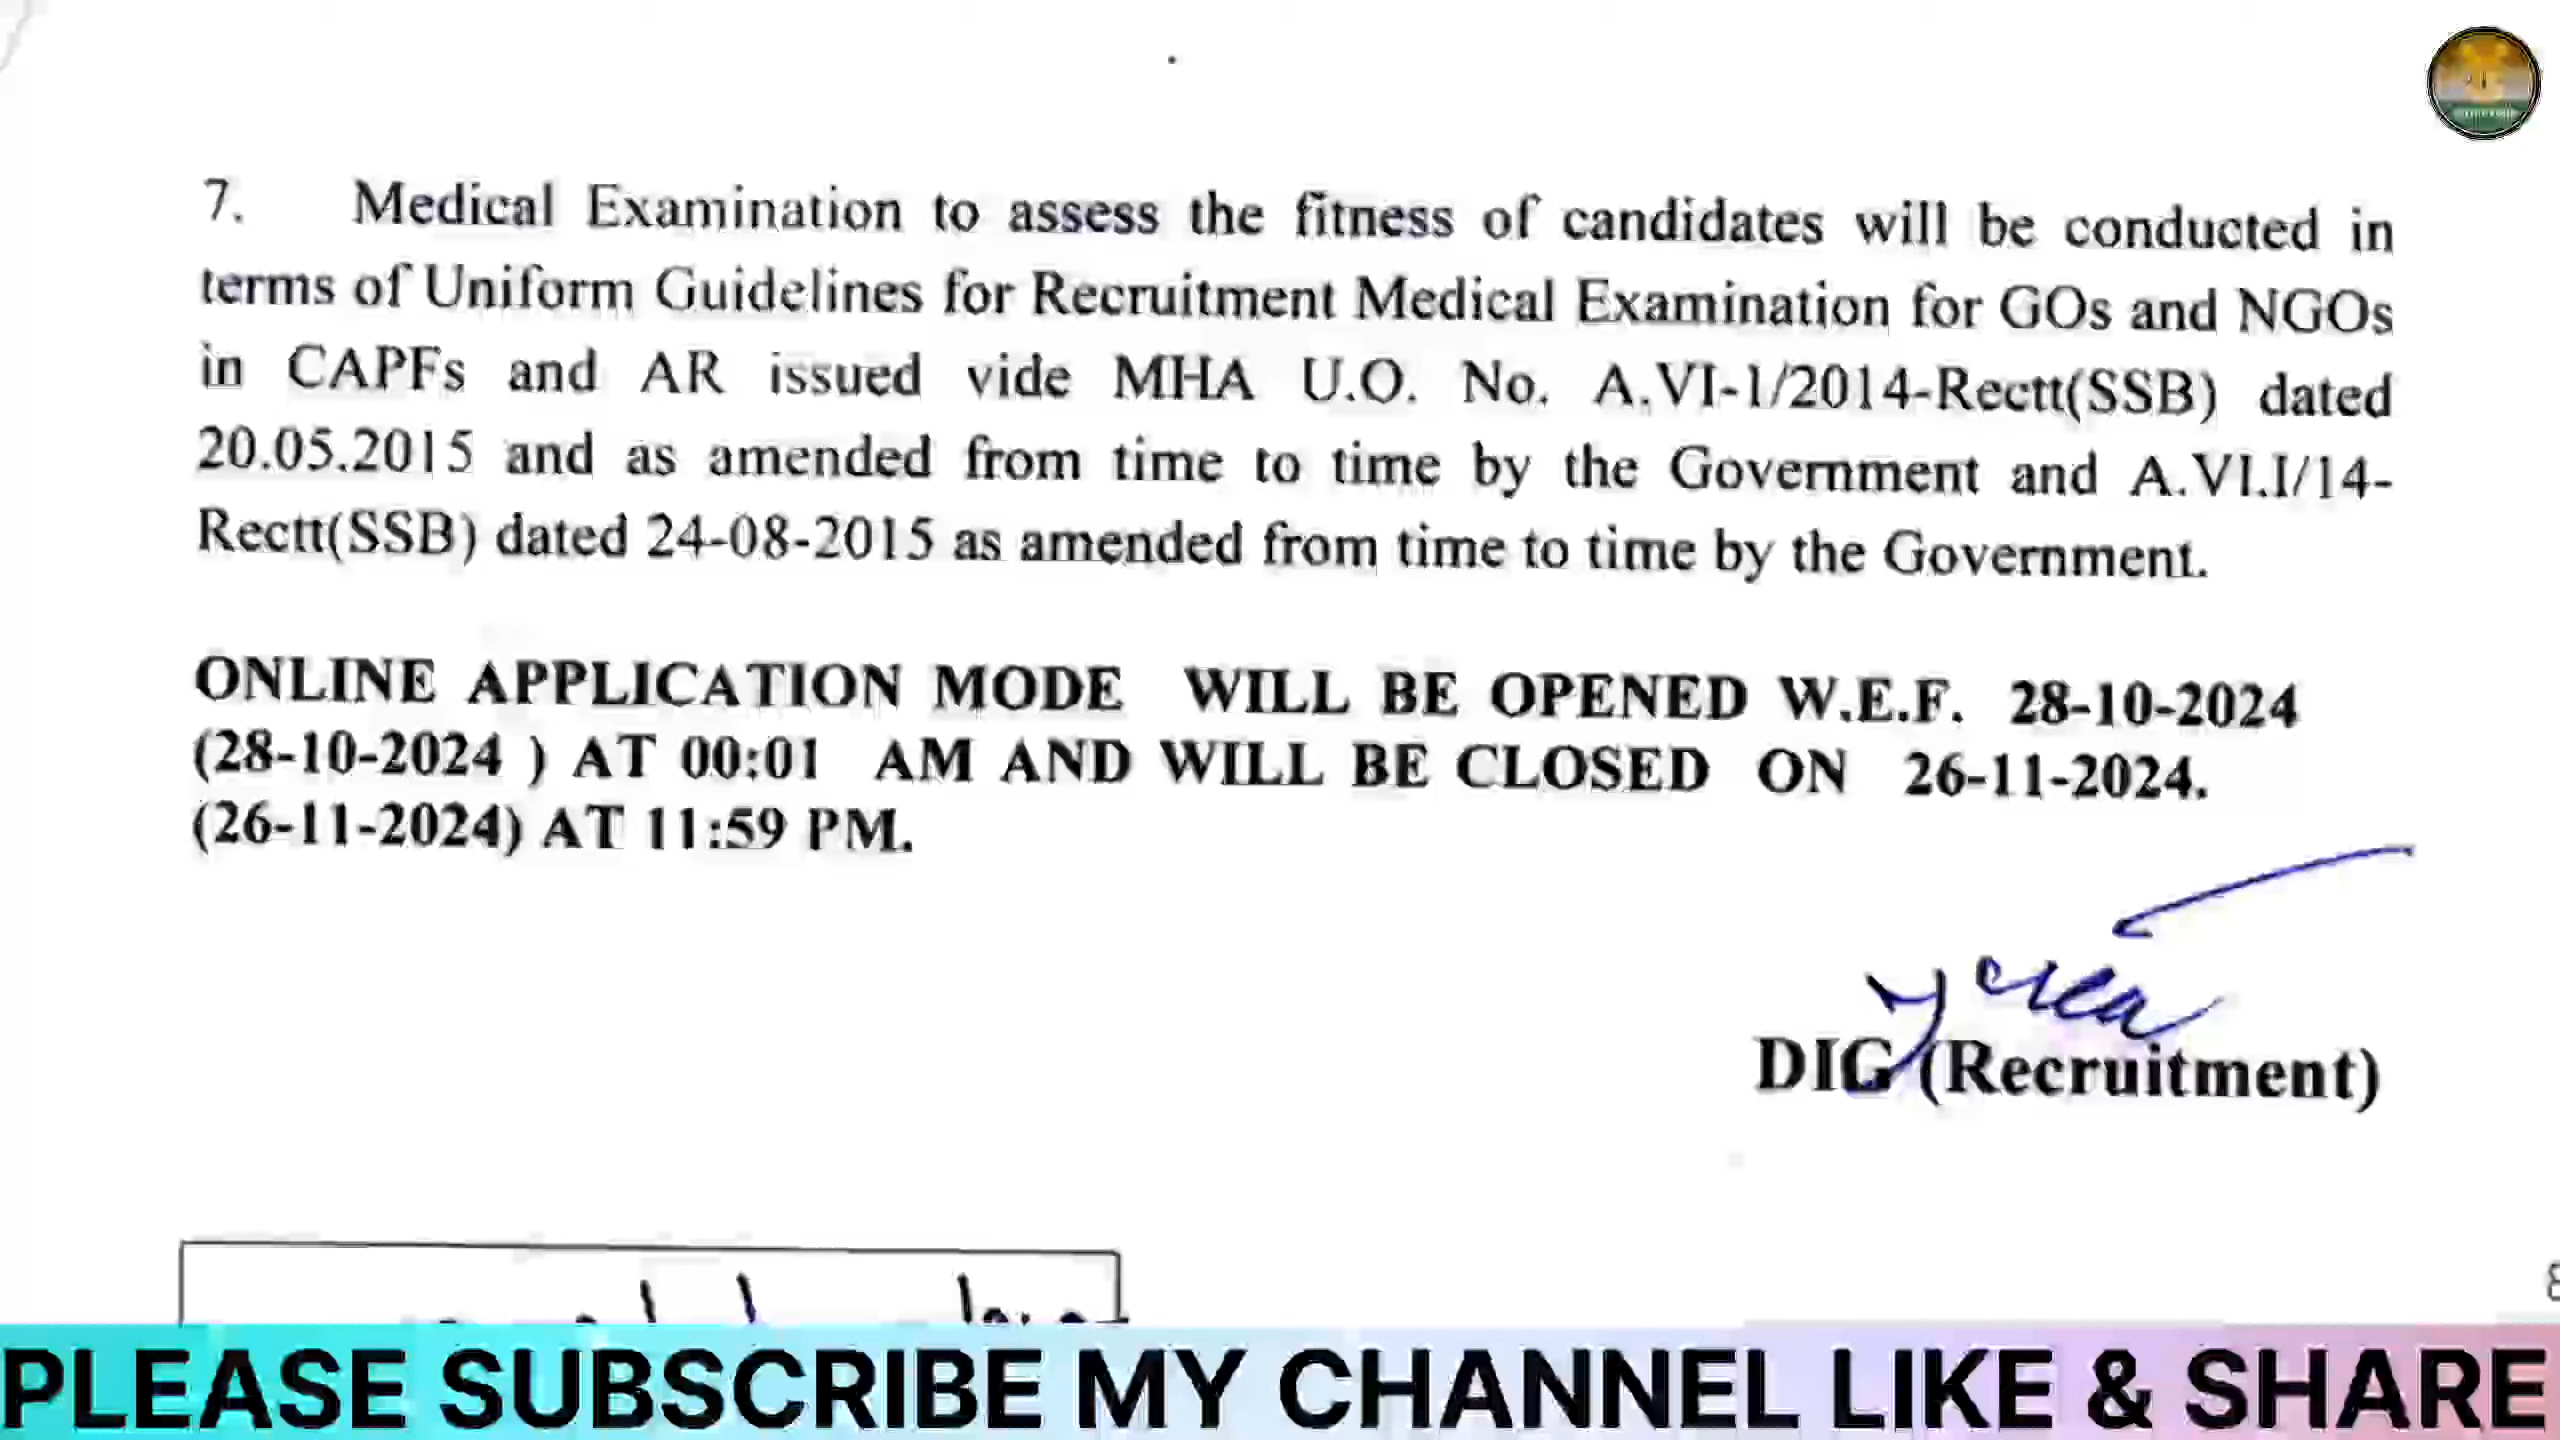 7. Medical Examination to assess the fitness of candidates will be conducted in
terms of Uniform Guidelines for Recruitment Medical Examination for GOs and NGOs
in CAPFs and AR issued vide MHA U.O. No. A.VI-1/2014-Rectt(SSB) dated
20.05.2015 and as amended from time to time by the Government and A.VI.I/14-
Rectt(SSB) dated 24-08-2015 as amended from time to time by the Government.
ONLINE APPLICATION MODE WILL BE OPENED W.E.F. 28-10-2024
(28-10-2024 ) AT 00:01 AM AND WILL BE CLOSED ON 26-11-2024.
(26-11-2024) AT 11:59 PM.
DIG (Recruitment)
PLEASE SUBSCRIBE MY CHANNEL LIKE & SHARE